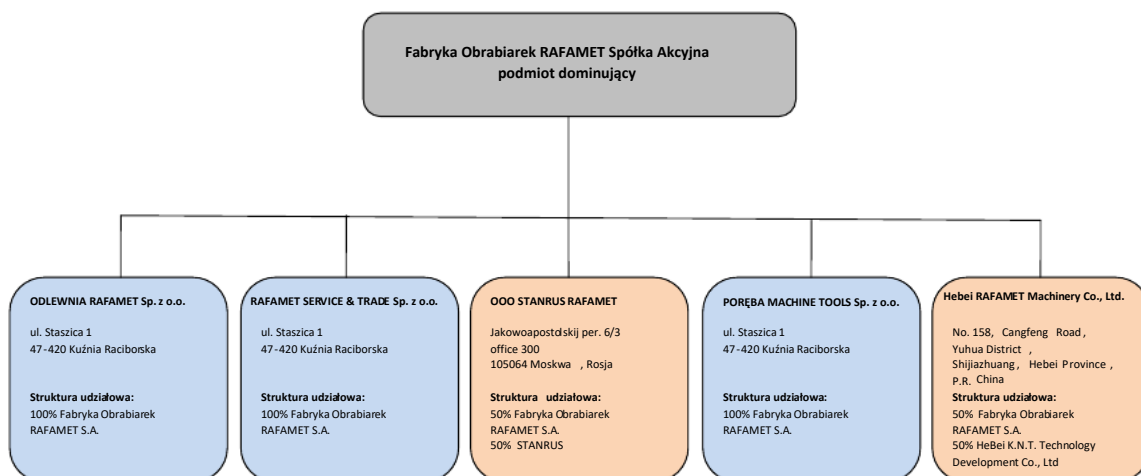 Fabryka Obrabiarek RAFAMET Spółka Akcyjna
podmiot dominujący
ODLEWNIA RAFAMET Sp. z o.o.
ul. Staszica 1
47-420 Kuźnia Raciborska
Struktura udziałowa:
100% Fabryka Obrabiarek
RAFAMET S.A.
RAFAMET SERVICE & TRADE Sp. z o.o.
ul. Staszica 1
47-420 Kuźnia Raciborska
Struktura udziałowa:
100% Fabryka Obrabiarek
RAFAMET S.A.
OOO STANRUS RAFAMET
Jakowoapostolskij per. 6/3
office 300
105064 Moskwa , Rosja
Struktura udziałowa:
50% Fabryka Obrabiarek
RAFAMET S.A.
50% STANRUS
PORĘBA MACHINE TOOLS Sp. z o.o.
ul. Staszica 1
47-420 Kuźnia Raciborska
Struktura udziałowa:
100% Fabryka Obrabiarek
RAFAMET S.A.
Hebei RAFAMET Machinery Co., Ltd.
No. 158, Cangfeng Road ,
Yuhua District ,
Shijiazhuang , Hebei Province ,
P.R. China
Struktura udziałowa:
50% Fabryka Obrabiarek
RAFAMET S.A.
50% HeBei K.N.T. Technology
Development Co., Ltd